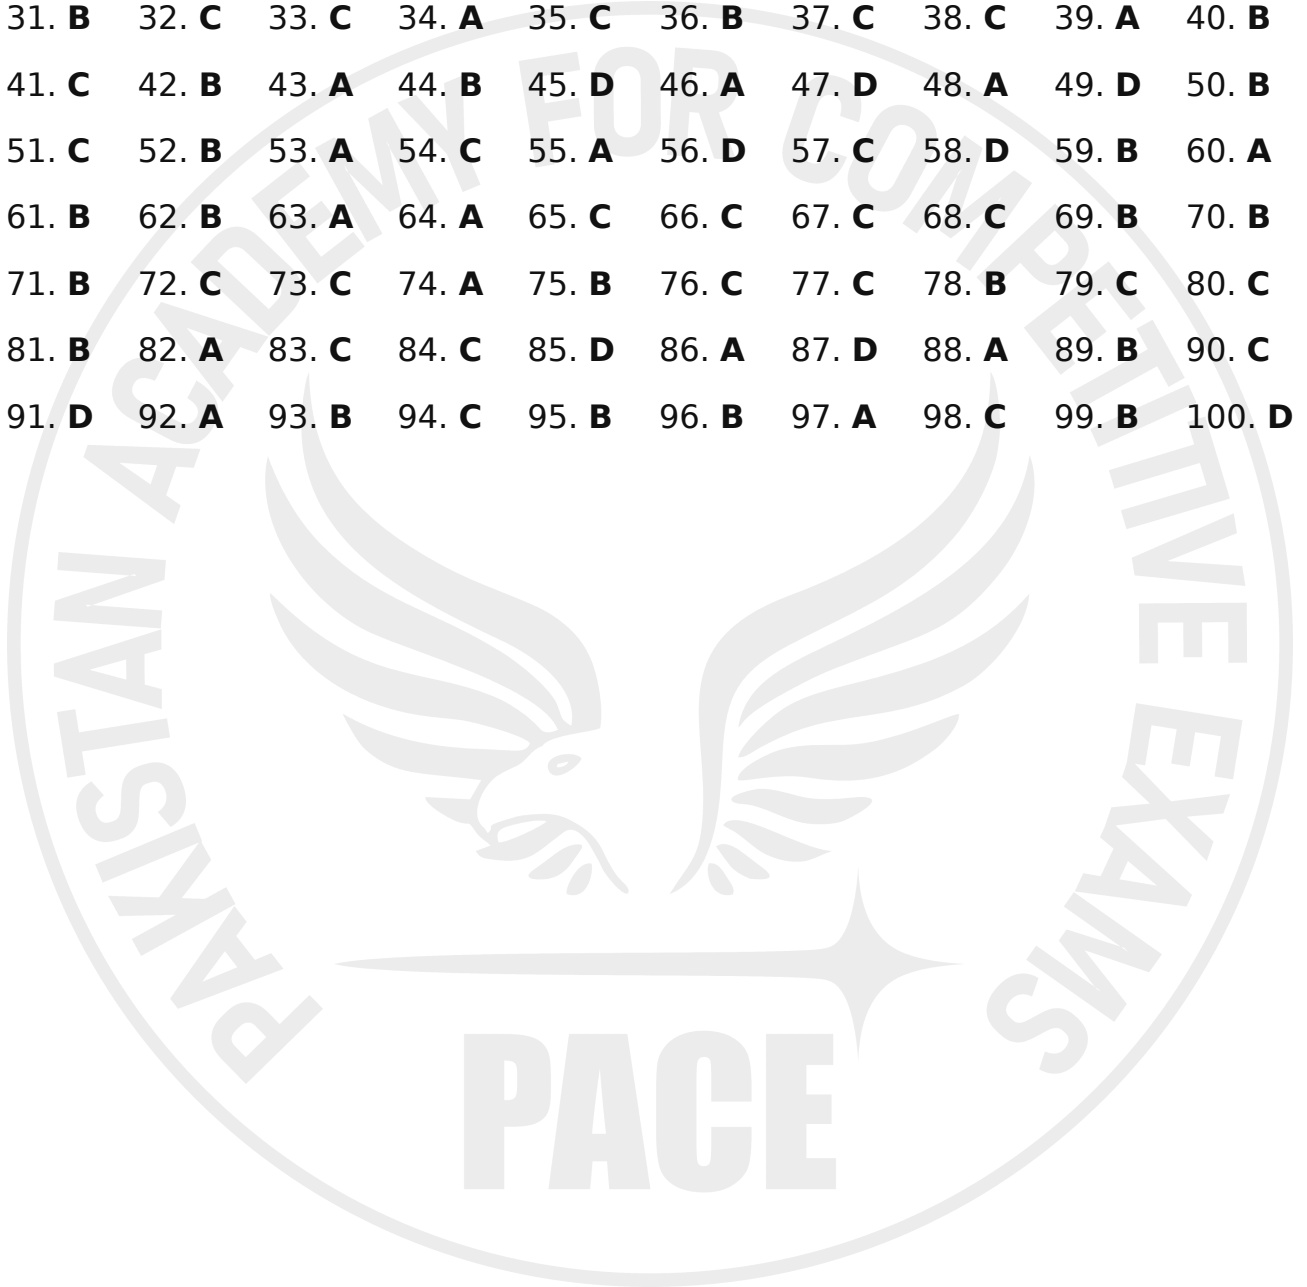 31. B 32. C 33. C 34. A 35. C 36. B 37. C 38. C 39. A 40. B
41. C 42. B 43. A 44. B 45. D 46. A 47. D 48. A 49. D 50. B
51. C 52. B 53. A 54. C 55. A 56. D 57. C 58. D 59. B 60. A
61. B 62. B 63. A 64. A 65. C 66. C 67. C 68. C 69. B 70. B
71. B 72. C 73. C 74. A 75. B 76. C 77. C 78. B 79. C 80. C
81. B 82. A 83. C 84. C 85. D 86. A 87. D 88. A 89. B 90. C
91. D 92. A 93. B 94. C 95. B 96. B 97. A 98. C 99. B 100. D
PAKISTAN ACADEMY FOR COMPETITIVE EXAMS
PACE